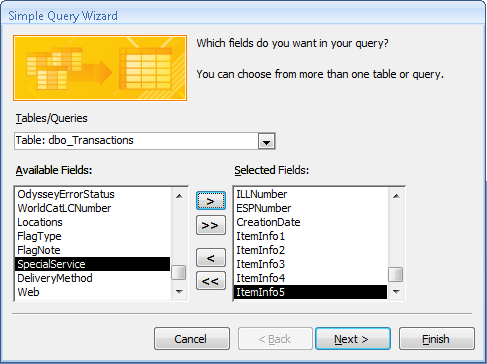 Simple Query Wizard
Which fields do you want in your query?
You can choose from more than one table or query.
Tables/Queries
Table: dbo_Transactions
Available Fields:
OdysseyErrorStatus
WorldCatLCNumber
Locations
FlagType
FlagNote
SpecialService
DeliveryMethod
Web
>
>>
<
<<
Selected Fields:
ILLNumber
ESPNumber
CreationDate
ItemInfo1
ItemInfo2
ItemInfo3
ItemInfo4
ItemInfo5
Cancel
< Back
Next >
Finish